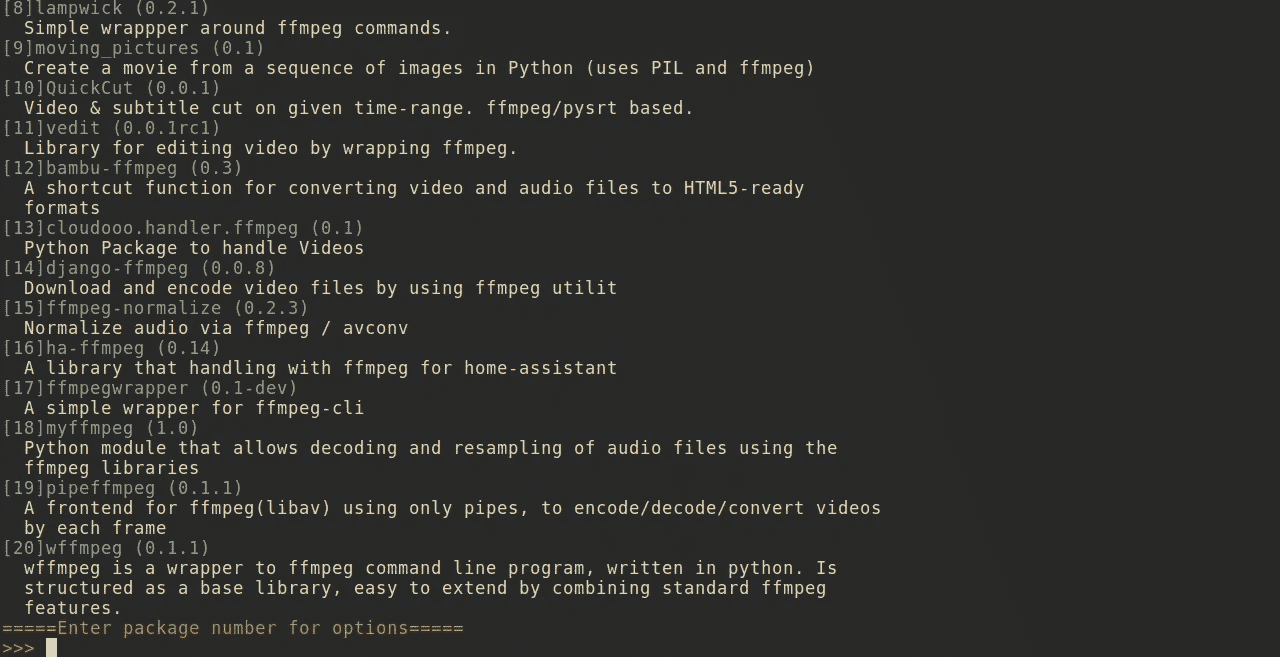 [8]lampwick (0.2.1)
Simple wrappper around ffmpeg commands.
[9]moving_pictures (0.1)
Create a movie from a sequence of images in Python (uses PIL and ffmpeg)
[10]QuickCut (0.0.1)
Video & subtitle cut on given time-range. ffmpeg/pysrt based.
[11]vedit (0.0.1rc1)
Library for editing video by wrapping ffmpeg.
[12]bambu-ffmpeg (0.3)
A shortcut function for converting video and audio files to HTML5-ready
formats
[13]cloudooo.handler.ffmpeg (0.1)
Python Package to handle Videos
[14]django-ffmpeg (0.0.8)
Download and encode video files by using ffmpeg utilit
[15]ffmpeg-normalize (0.2.3)
Normalize audio via ffmpeg / avconv
[16]ha-ffmpeg (0.14)
A library that handling with ffmpeg for home-assistant
[17]ffmpegwrapper (0.1-dev)
A simple wrapper for ffmpeg-cli
[18]myffmpeg (1.0)
Python module that allows decoding and resampling of audio files using the
ffmpeg libraries
[19]pipeffmpeg (0.1.1)
A frontend for ffmpeg(libav) using only pipes, to encode/decode/convert videos
by each frame
[20]wffmpeg (0.1.1)
wffmpeg is a wrapper to ffmpeg command line program, written in python. Is
structured as a base library, easy to extend by combining standard ffmpeg
features.
=====Enter package number for options=====
>>>